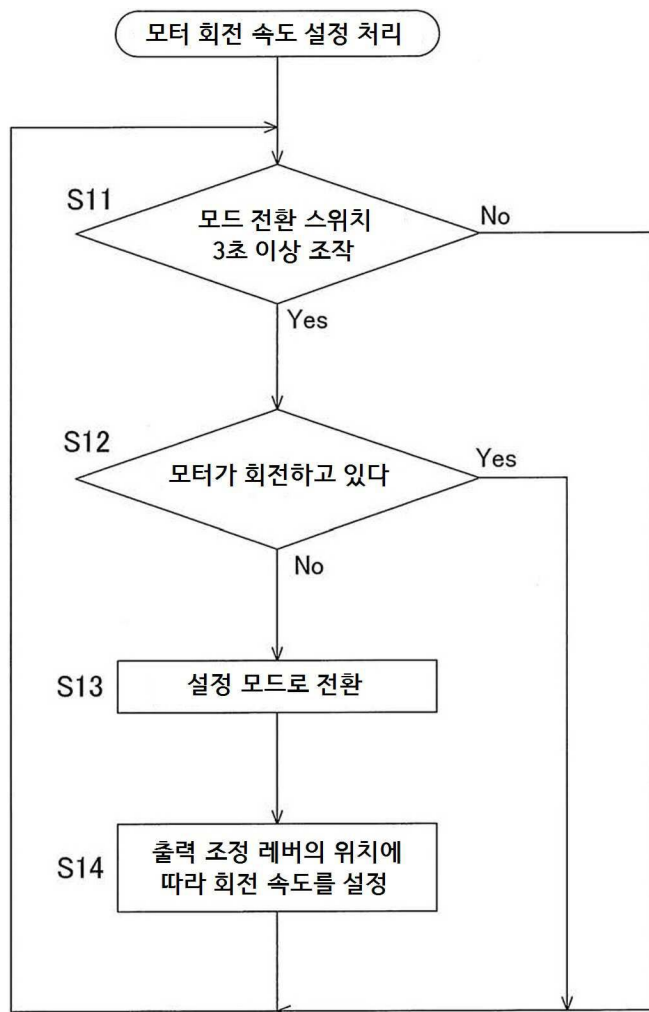 모터 회전 속도 설정 처리
S11
모드 전환 스위치
3초 이상 조작
No
Yes
S12
모터가 회전하고 있다
Yes
No
S13
설정 모드로 전환
S14
출력 조정 레버의 위치에
따라 회전 속도를 설정